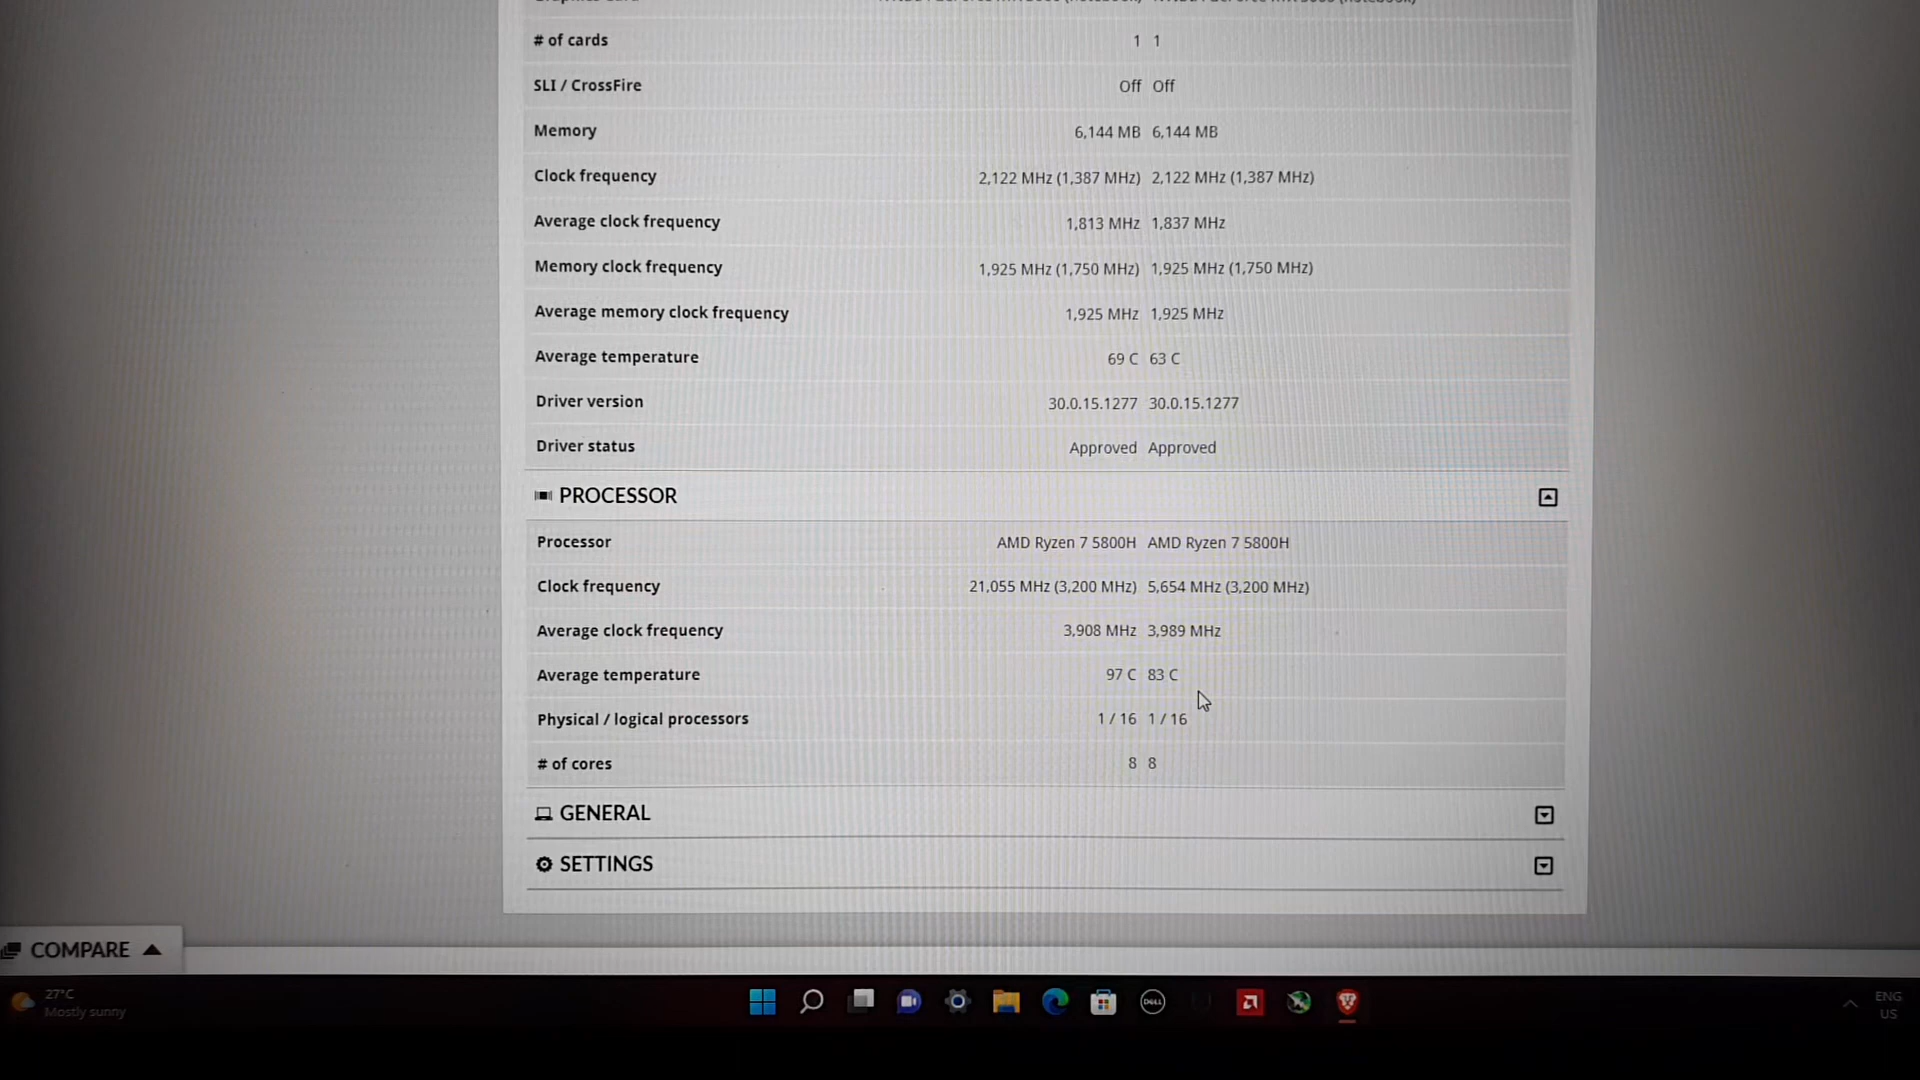 # of cards 1 1
SLI / CrossFire Off Off
Memory 6,144 MB 6,144 MB
Clock frequency 2,122 MHz (1,387 MHz) 2,122 MHz (1,387 MHz)
Average clock frequency 1,813 MHz 1,837 MHz
Memory clock frequency 1,925 MHz (1,750 MHz) 1,925 MHz (1,750 MHz)
Average memory clock frequency 1,925 MHz 1,925 MHz
Average temperature 69 C 63 C
Driver version 30.0.15.1277 30.0.15.1277
Driver status Approved Approved
PROCESSOR
Processor AMD Ryzen 7 5800H AMD Ryzen 7 5800H
Clock frequency 21,055 MHz (3,200 MHz) 5,654 MHz (3,200 MHz)
Average clock frequency 3,908 MHz 3,989 MHz
Average temperature 97 C 83 C
Physical / logical processors 1 / 16 1 / 16
# of cores 8 8
GENERAL
SETTINGS
COMPARE
27°C
Mostly sunny
DELL
ENG
US